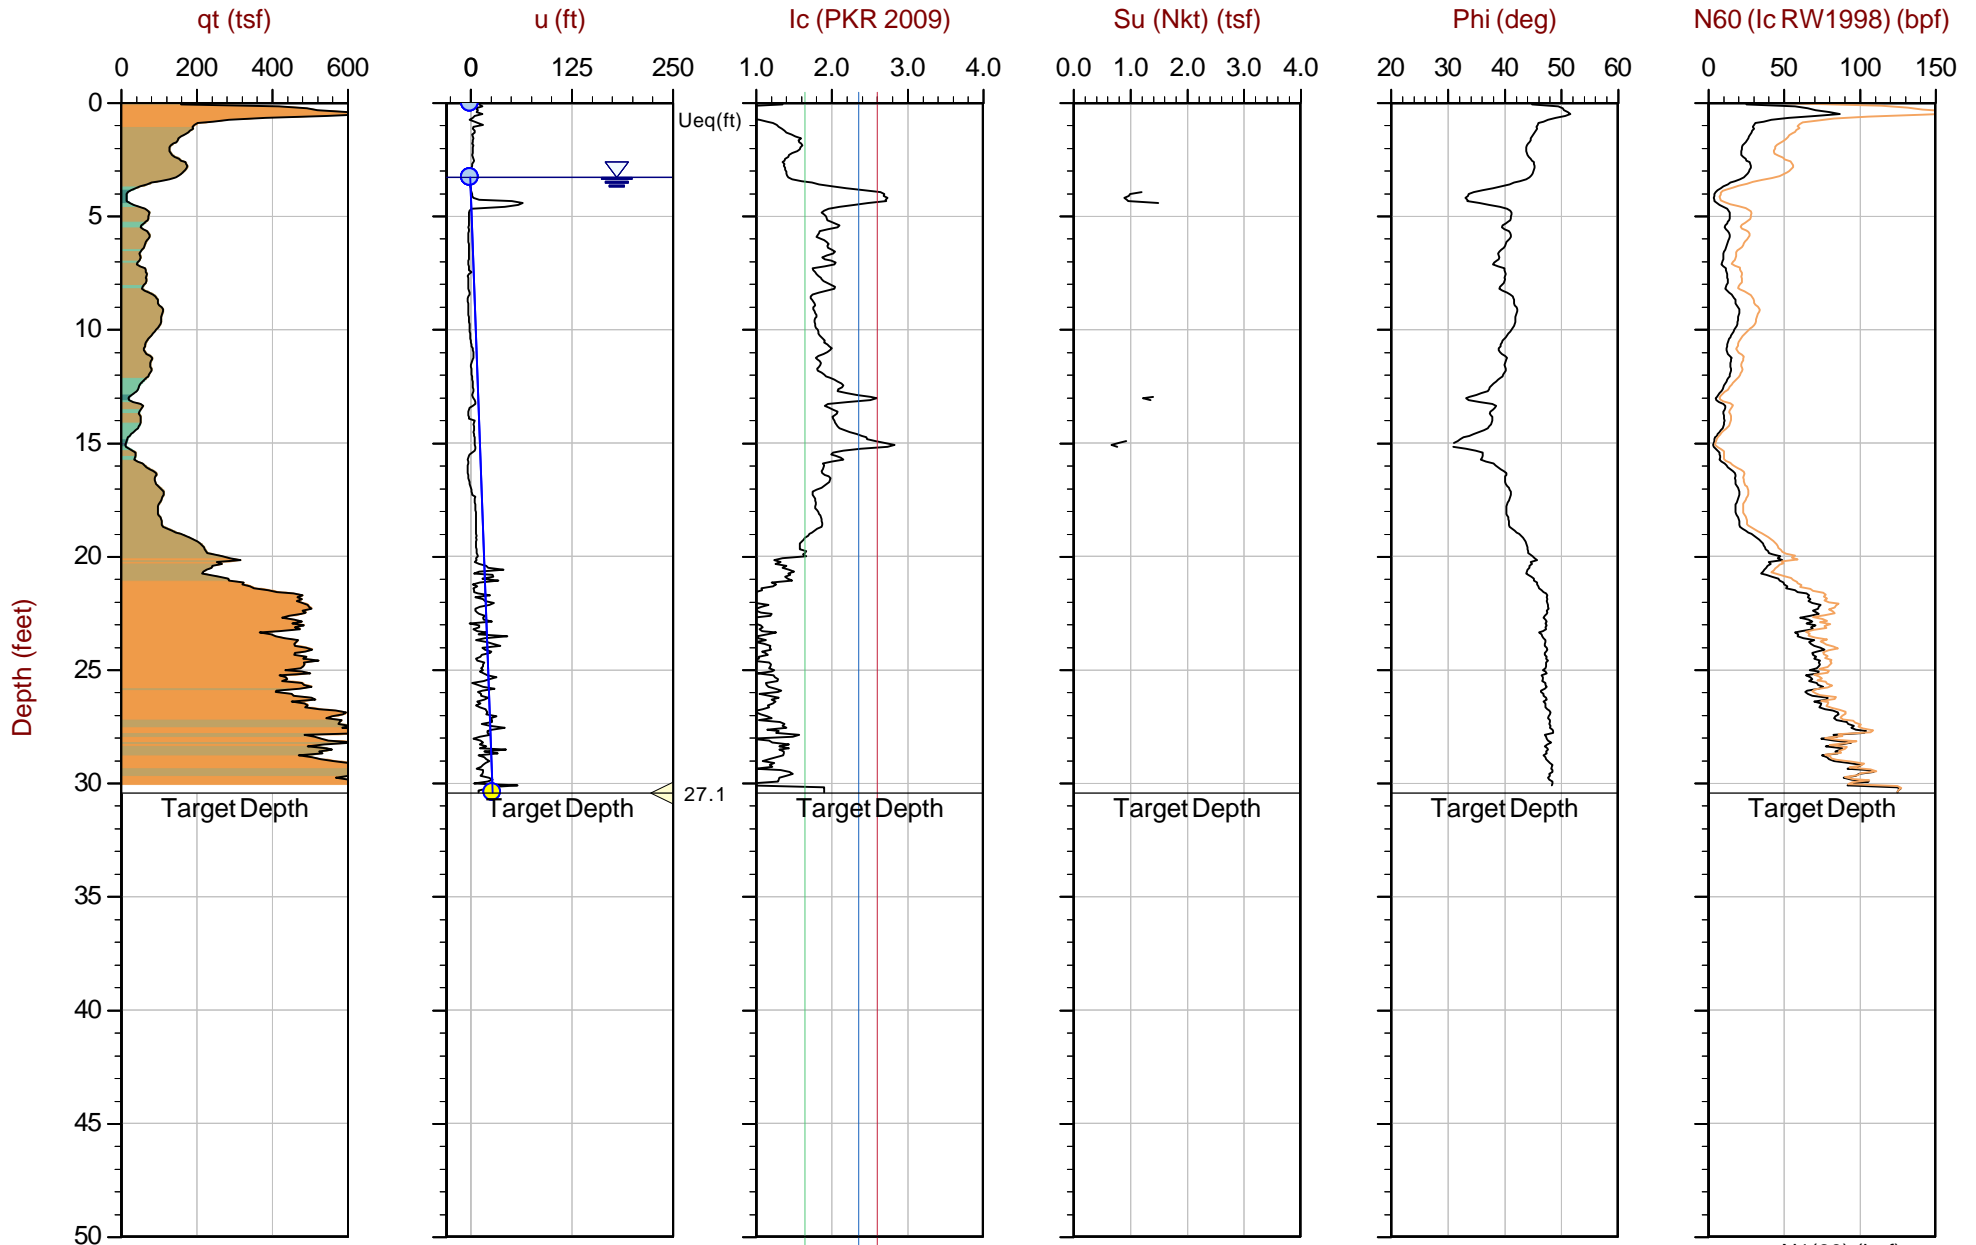 qt (tsf) u (ft) Ic (PKR 2009) Su (Nkt) (tsf) Phi (deg) N60 (Ic RW1998) (bpf)
0 200 400 600 0 125 250 1.0 2.0 3.0 4.0 0.0 1.0 2.0 3.0 4.0 20 30 40 50 60 0 50 100 150
0
Ueq(ft)
5
10
15
20
25
30
27.1
Target Depth Target Depth Target Depth Target Depth Target Depth Target Depth
35
40
45
50
Depth (feet)